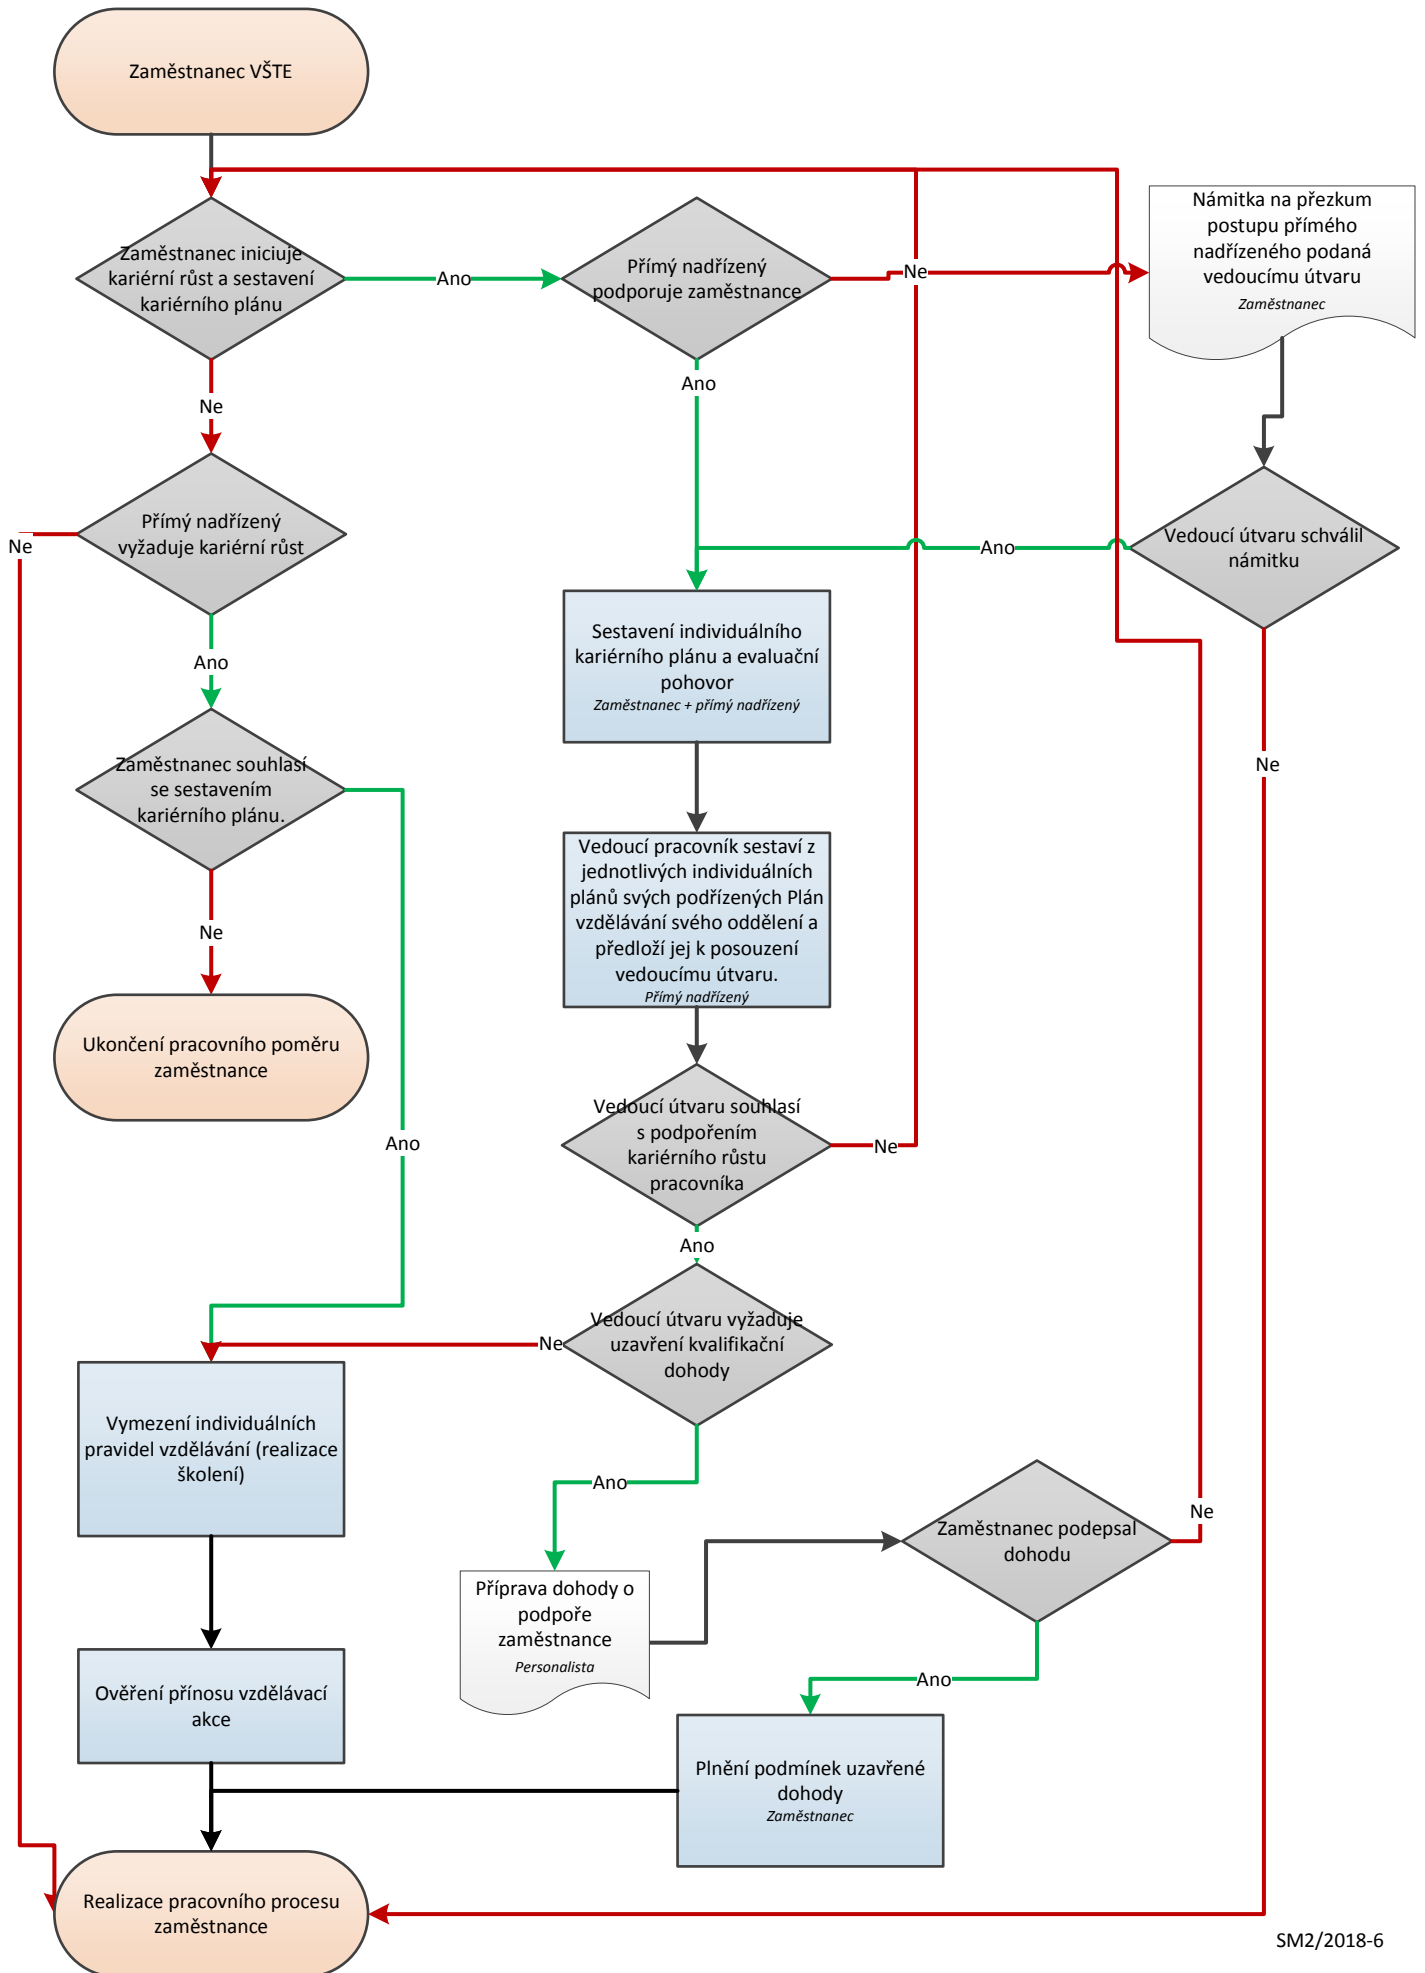 Zaměstnanec VŠTE
Zaměstnanec iniciuje
kariérní růst a sestavení
kariérního plánu
Ano
Přímý nadřízený
podporuje zaměstnance
Ne
Námitka na přezkum
postupu přímého
nadřízeného podaná
vedoucímu útvaru
Zaměstnanec
Ano
Ne
Přímý nadřízený
vyžaduje kariérní růst
Ne
Vedoucí útvaru schválil
námitku
Ano
Ne
Ano
Sestavení individuálního
kariérního plánu a evaluační
pohovor
Zaměstnanec + přímý nadřízený
Zaměstnanec souhlasí
se sestavením
kariérního plánu.
Ano
Ne
Vedoucí pracovník sestaví z
jednotlivých individuálních
plánů svých podřízených Plán
vzdělávání svého oddělení a
předloží jej k posouzení
vedoucímu útvaru.
Přímý nadřízený
Ukončení pracovního poměru
zaměstnance
Vedoucí útvaru souhlasí
s podpořením
kariérního růstu
pracovníka
Ne
Ano
Vedoucí útvaru vyžaduje
uzavření kvalifikační
dohody
Ne
Ano
Vymezení individuálních
pravidel vzdělávání (realizace
školení)
Příprava dohody o
podpoře
zaměstnance
Personalista
Zaměstnanec podepsal
dohodu
Ne
Ano
Ověření přínosu vzdělávací
akce
Plnění podmínek uzavřené
dohody
Zaměstnanec
Realizace pracovního procesu
zaměstnance
SM2/2018-6